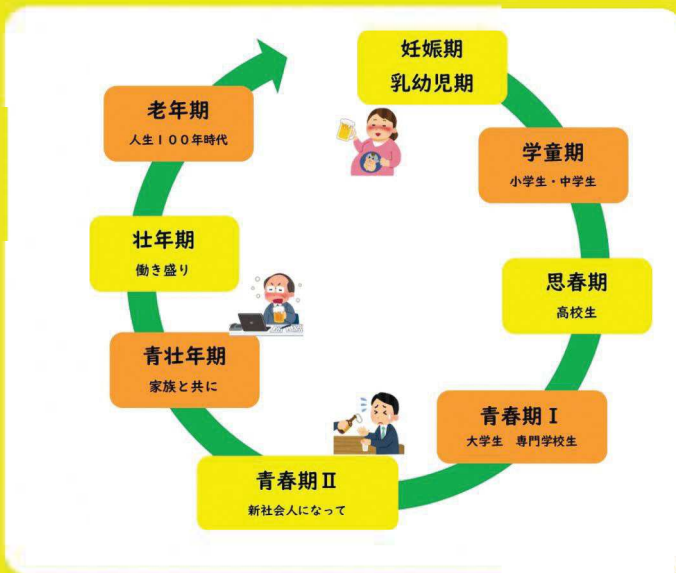 妊娠期
乳幼児期
学童期
小学生・中学生
思春期
高校生
青春期Ⅰ
大学生 専門学校生
青春期Ⅱ
新社会人になって
青壮年期
家族と共に
壮年期
働き盛り
老年期
人生100年時代